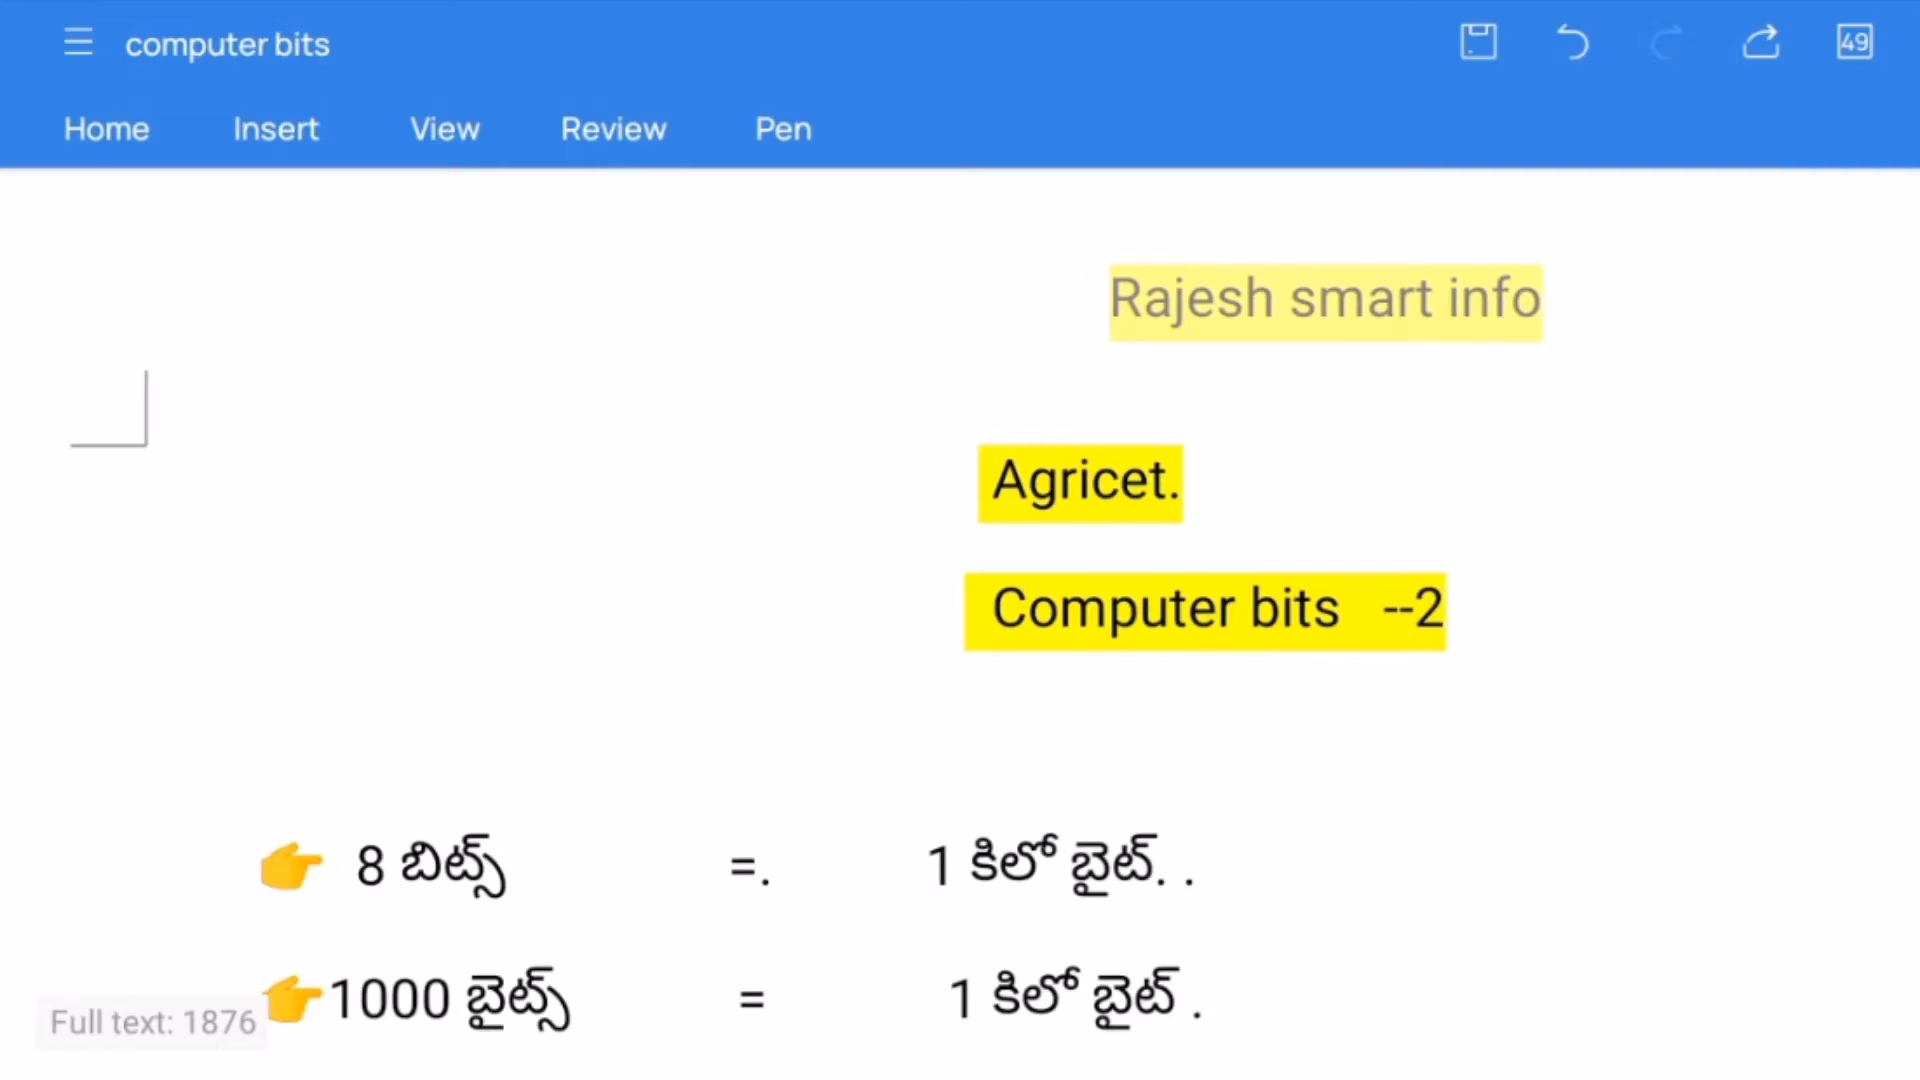 computer bits
49
Home Insert View Review Pen
Rajesh smart info
Agricet.
Computer bits --2
👉 8 బిట్స్ =. 1 కిలో బైట్. .
👉1000 బైట్స్ = 1 కిలో బైట్ .
Full text: 1876